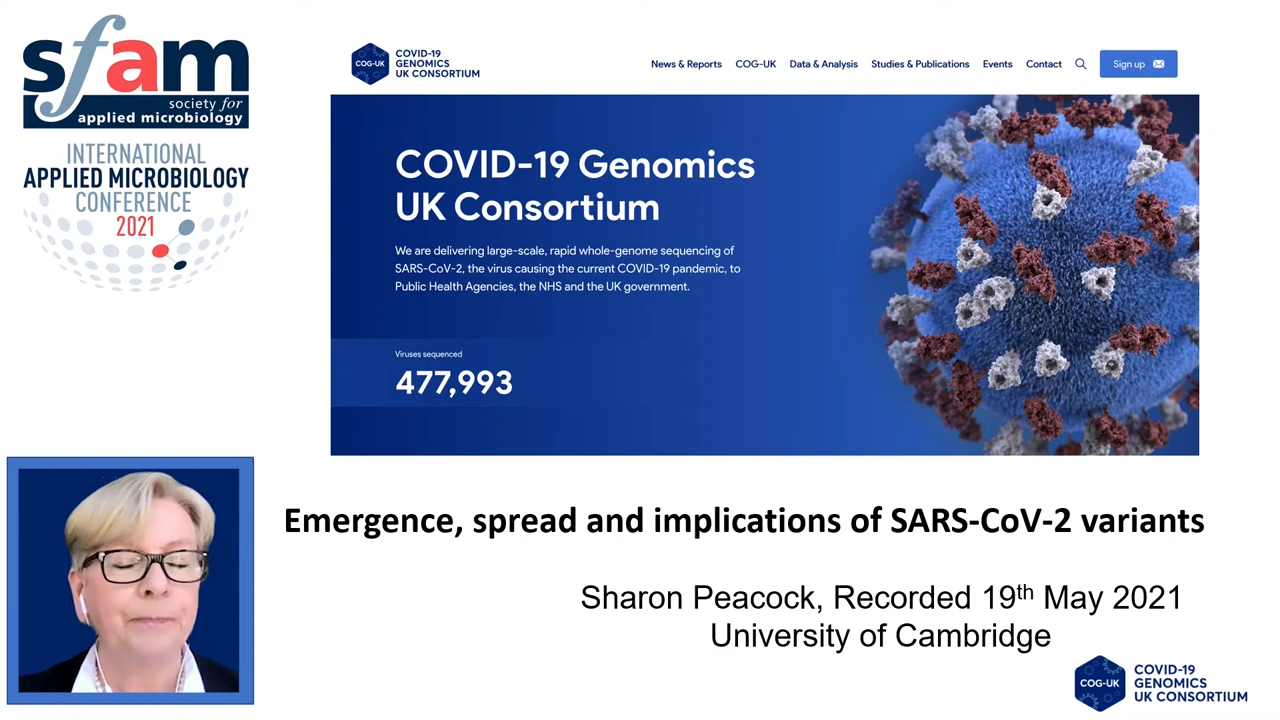 sfam
society for
applied microbiology
INTERNATIONAL
APPLIED MICROBIOLOGY
CONFERENCE
2021
COG-UK
COVID-19
GENOMICS
UK CONSORTIUM
News & Reports COG-UK Data & Analysis Studies & Publications Events Contact Sign up
COVID-19 Genomics
UK Consortium
We are delivering large-scale, rapid whole-genome sequencing of
SARS-CoV-2, the virus causing the current COVID-19 pandemic, to
Public Health Agencies, the NHS and the UK government.
Viruses sequenced
477,993
Emergence, spread and implications of SARS-CoV-2 variants
Sharon Peacock, Recorded 19th May 2021
University of Cambridge
COG-UK
COVID-19
GENOMICS
UK CONSORTIUM